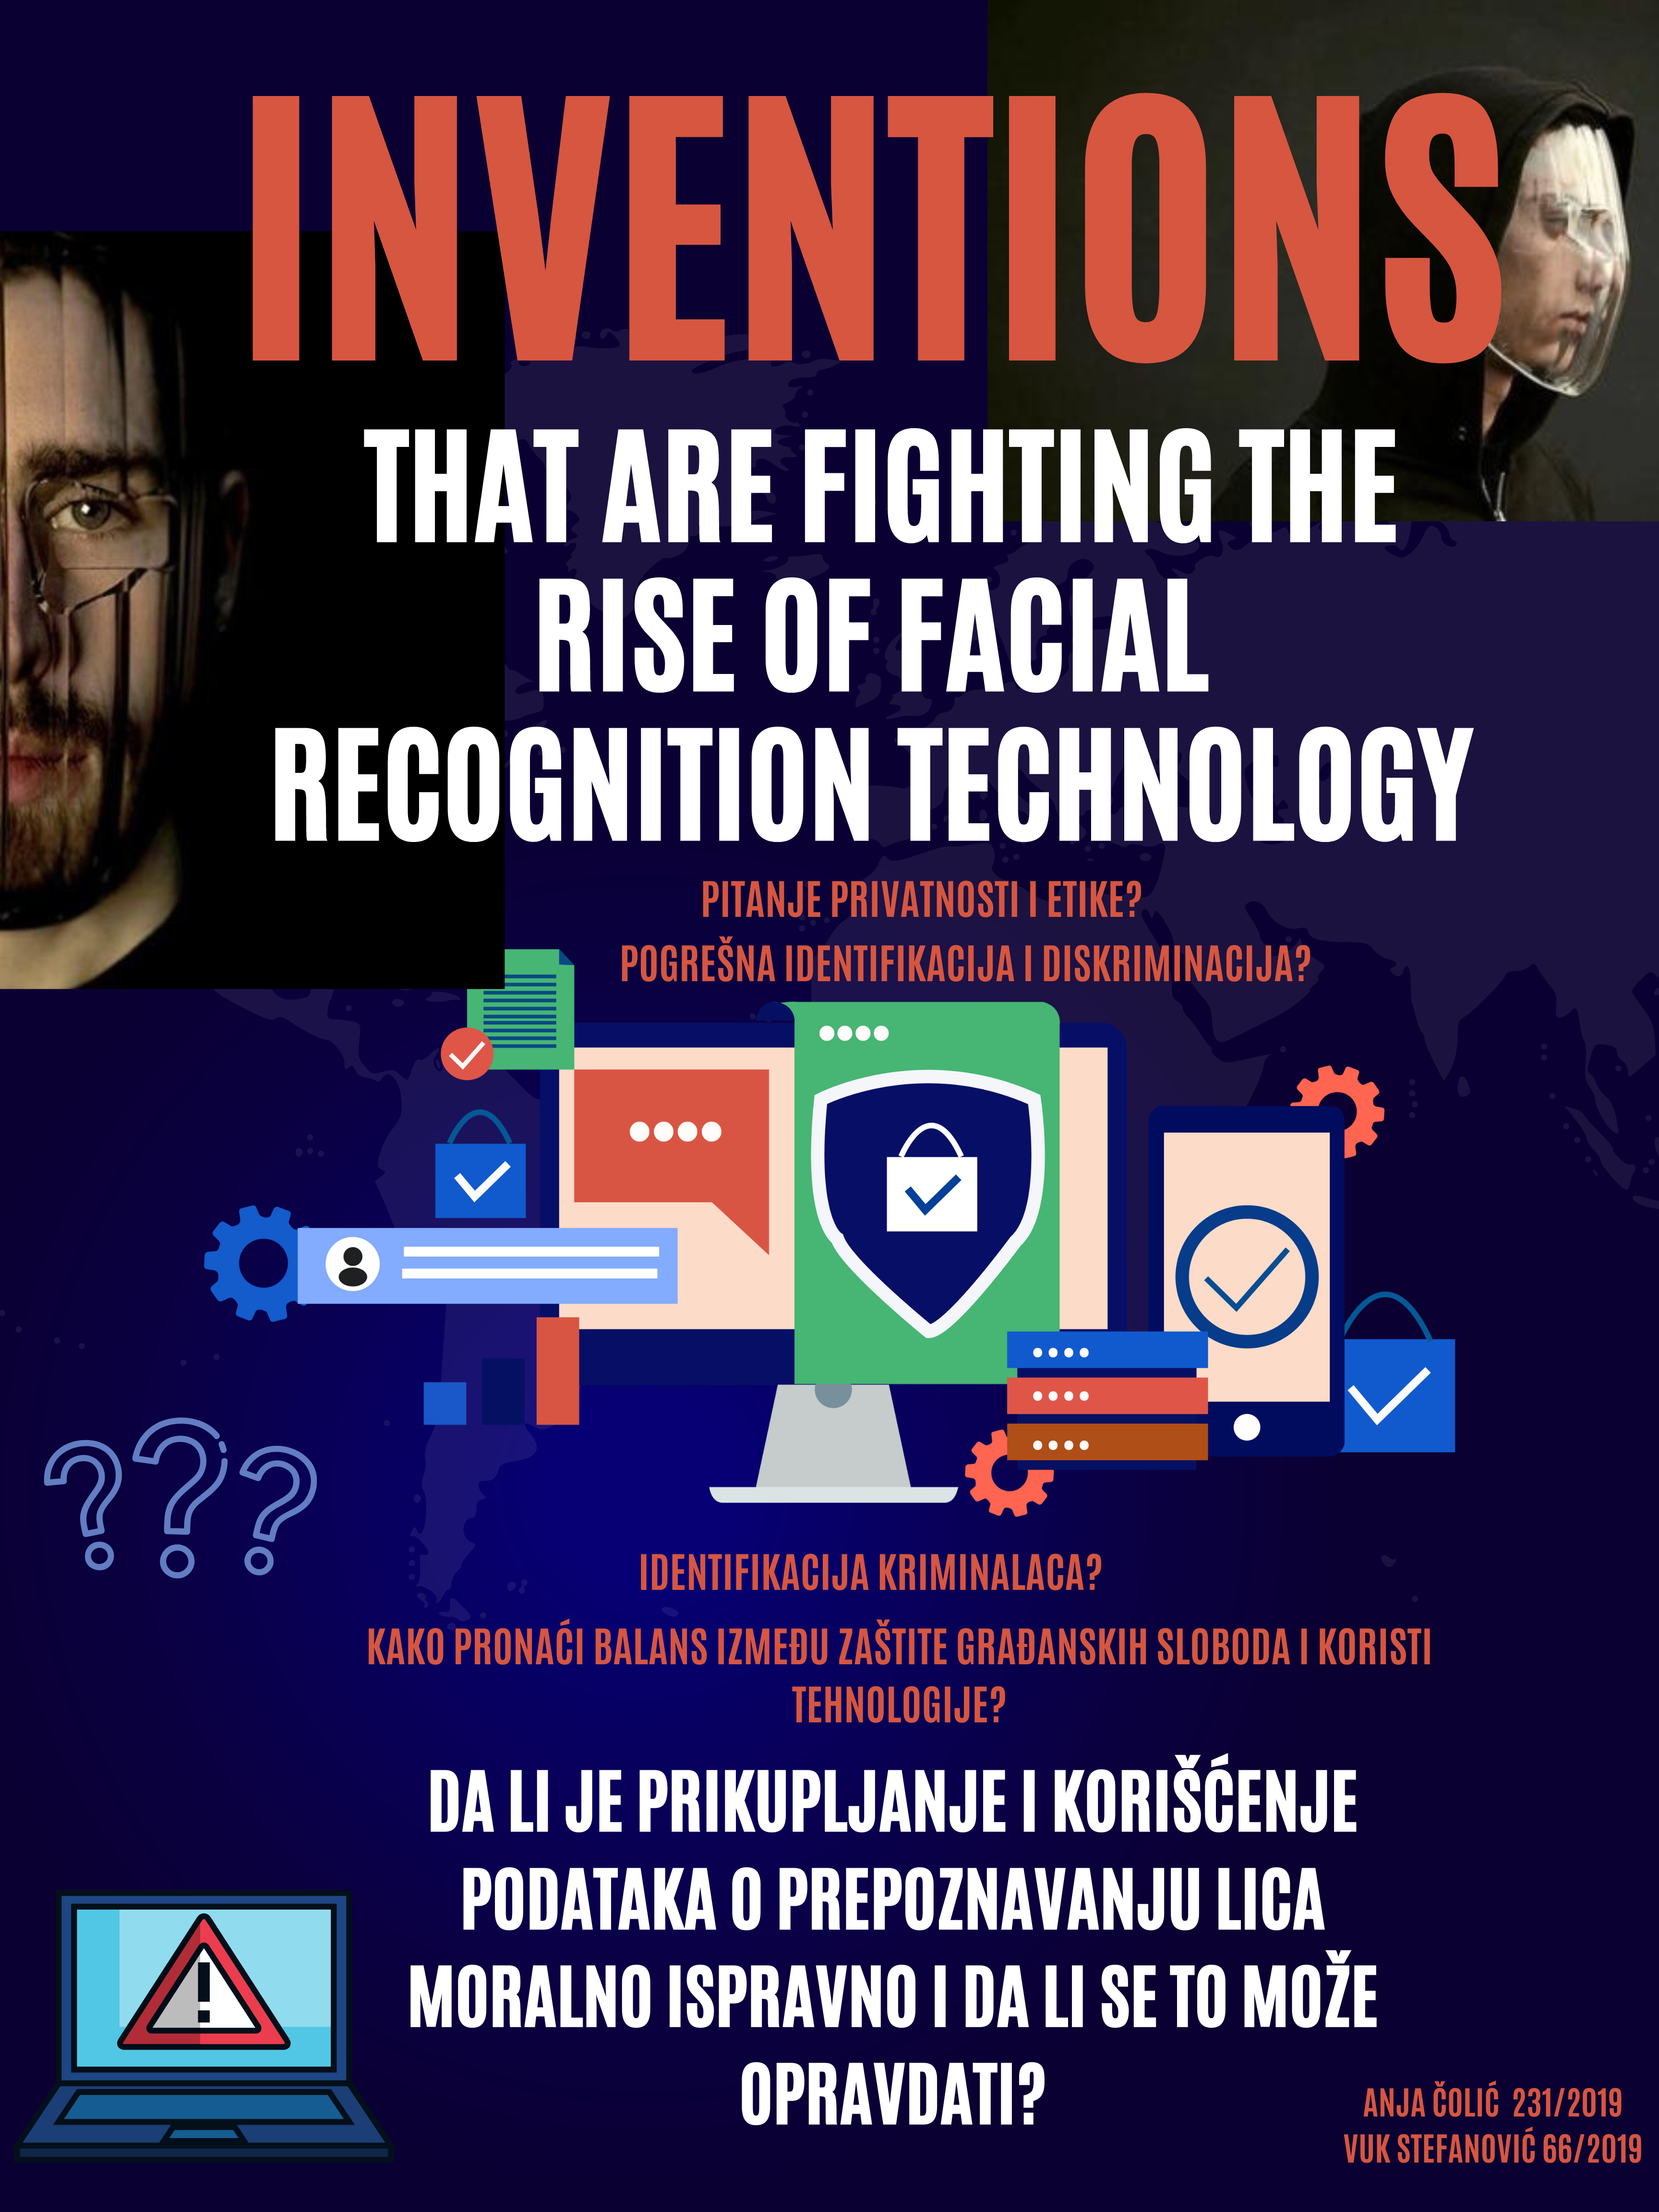 INVENTIONS
THAT ARE FIGHTING THE
RISE OF FACIAL
RECOGNITION TECHNOLOGY
PITANJE PRIVATNOSTI I ETIKE?
POGREŠNA IDENTIFIKACIJA I DISKRIMINACIJA?
???
IDENTIFIKACIJA KRIMINALACA?
KAKO PRONAĆI BALANS IZMEĐU ZAŠTITE GRAĐANSKIH SLOBODA I KORISTI
TEHNOLOGIJE?
DA LI JE PRIKUPLJANJE I KORIŠĆENJE
PODATAKA O PREPOZNAVANJU LICA
MORALNO ISPRAVNO I DA LI SE TO MOŽE
OPRAVDATI?
!
ANJA ČOLIĆ 231/2019
VUK STEFANOVIĆ 66/2019